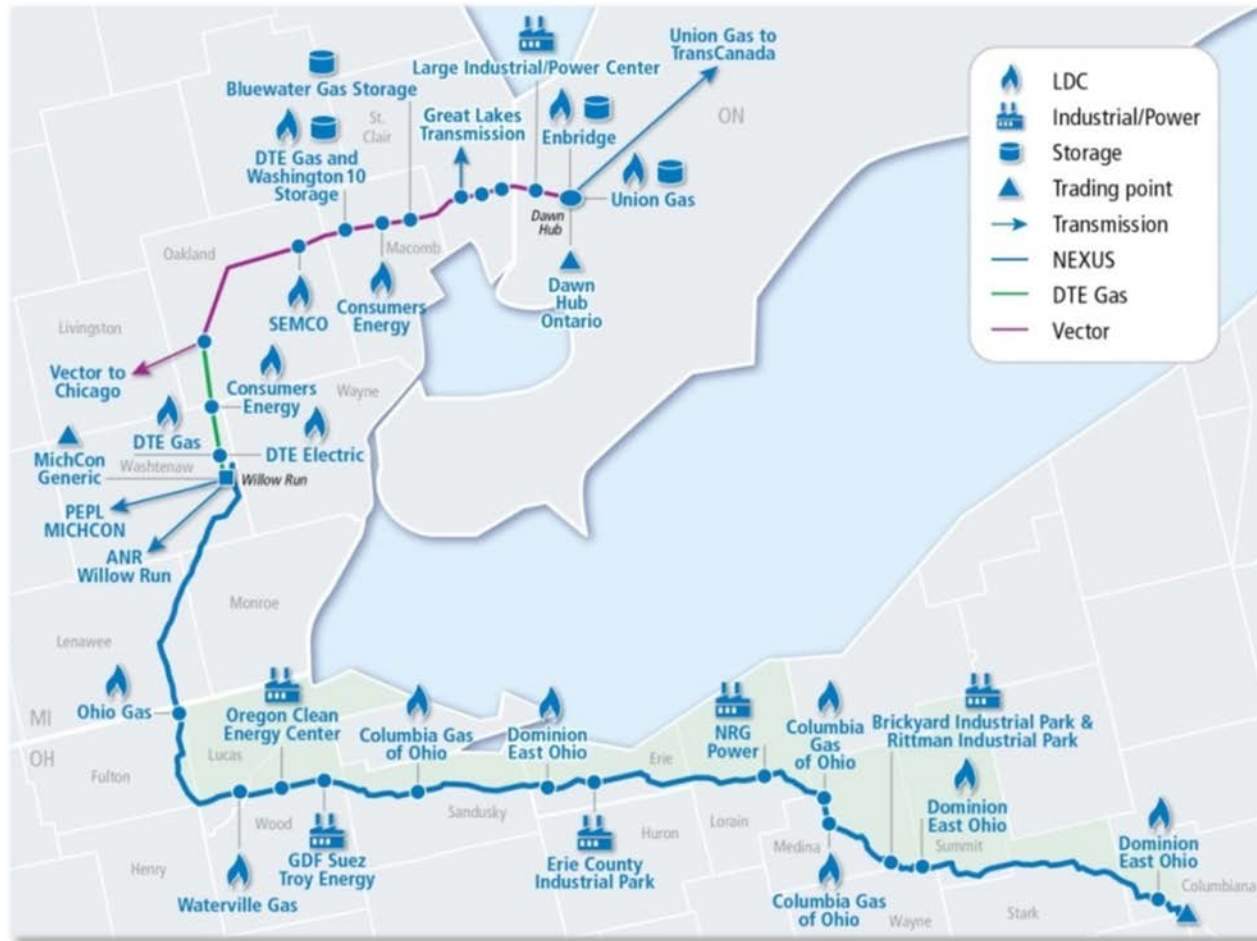 Union Gas to
TransCanada
Large Industrial/Power Center
Bluewater Gas Storage
St.
Clair
Great Lakes
Transmission
Enbridge
ON
DTE Gas and
Washington 10
Storage
Union Gas
Dawn
Hub
Oakland
Macomb
SEMCO
Consumers
Energy
Dawn
Hub
Ontario
LDC
Industrial/Power
Storage
Trading point
Transmission
NEXUS
DTE Gas
Vector
Livingston
Vector to
Chicago
Consumers
Energy
Wayne
DTE Gas
DTE Electric
MichCon
Generic
Washtenaw
Willow Run
PEPL
MICHCON
ANR
Willow Run
Monroe
Lenawee
Ohio Gas
MI
OH
Oregon Clean
Energy Center
Columbia Gas
of Ohio
Dominion
East Ohio
NRG
Power
Columbia
Gas
of Ohio
Brickyard Industrial Park &
Rittman Industrial Park
Lucas
Fulton
Erie
Wood
Sandusky
Huron
Lorain
Medina
Dominion
East Ohio
Summit
Dominion
East Ohio
Columbiana
Henry
Waterville Gas
GDF Suez
Troy Energy
Erie County
Industrial Park
Columbia Gas
of Ohio
Wayne
Stark